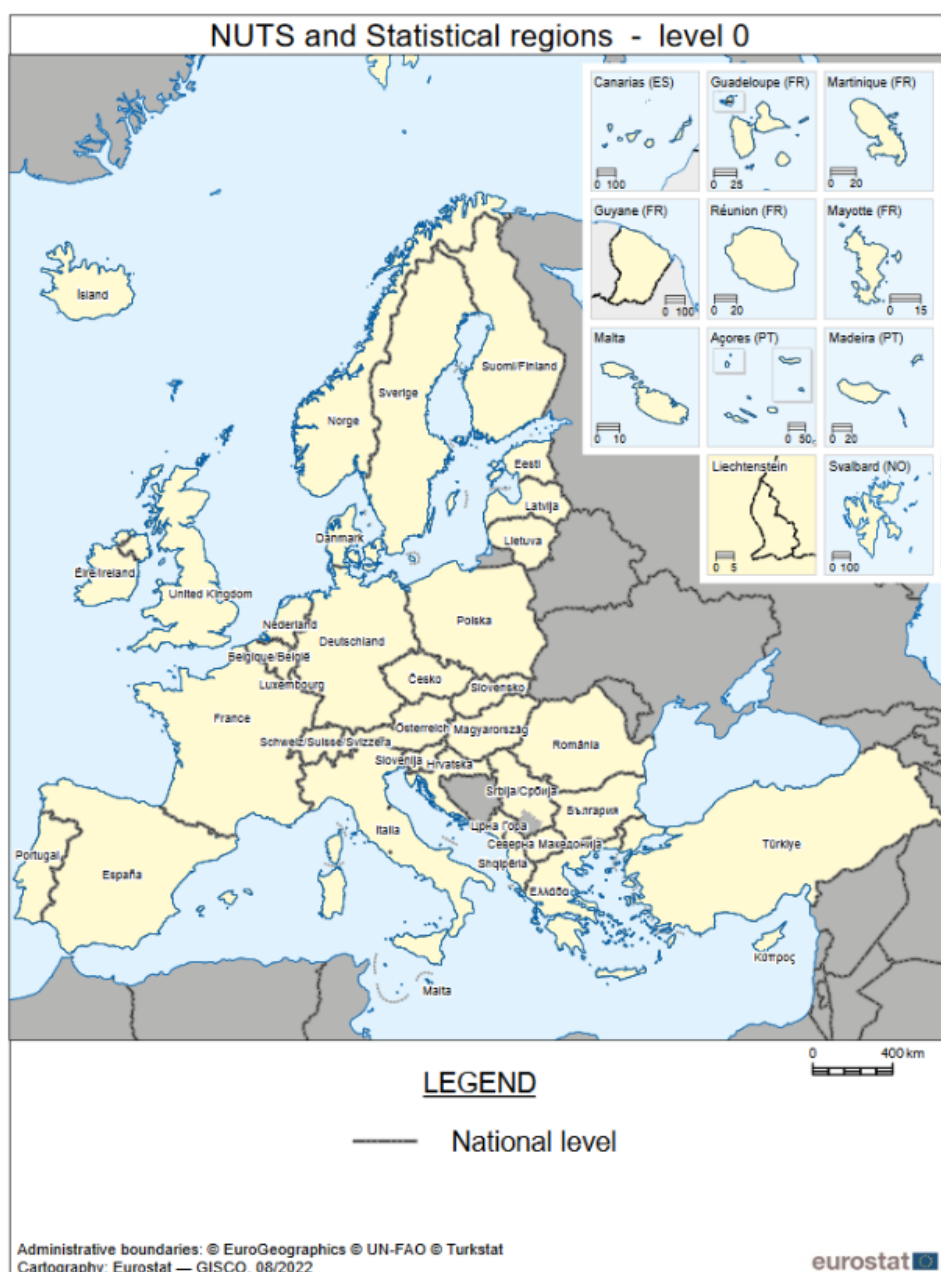 NUTS and Statistical regions - level 0
Canarias (ES)
Guadeloupe (FR)
Martinique (FR)
0 100
0 25
0 20
Guyane (FR)
Réunion (FR)
Mayotte (FR)
0 100
0 20
0 15
Malta
Açores (PT)
Madeira (PT)
0 10
0 50
0 20
Liechtenstein
Svalbard (NO)
0 5
0 100
Ísland
Suomi/Finland
Sverige
Norge
Eesti
Latvija
Danmark
Lietuva
Éire/Ireland
United Kingdom
Nederland
Polska
Deutschland
Belgique/België
Česko
Luxembourg
Slovensko
France
Österreich
Magyarország
Schweiz/Suisse/Svizzera
România
Slovenija
Hrvatska
Srbija/Сpбија
България
Црна Гора
Italia
Северна Македонија
Türkiye
Portugal
Shqipëria
España
Ελλάδα
Κύπρος
Malta
0 400 km
LEGEND
National level
Administrative boundaries: © EuroGeographics © UN-FAO © Turkstat
Cartography: Eurostat — GISCO, 08/2022
eurostat